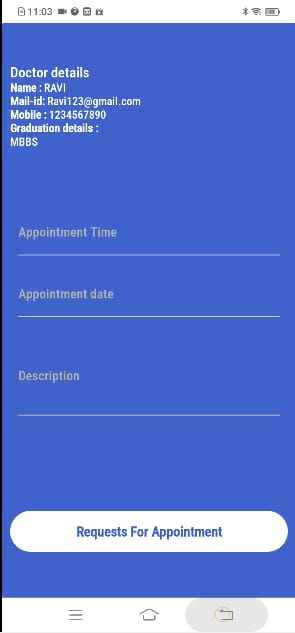 11:03
Doctor details
Name : RAVI
Mail-id: Ravi123@gmail.com
Mobile : 1234567890
Graduation details :
MBBS
Appointment Time
Appointment date
Description
Requests For Appointment